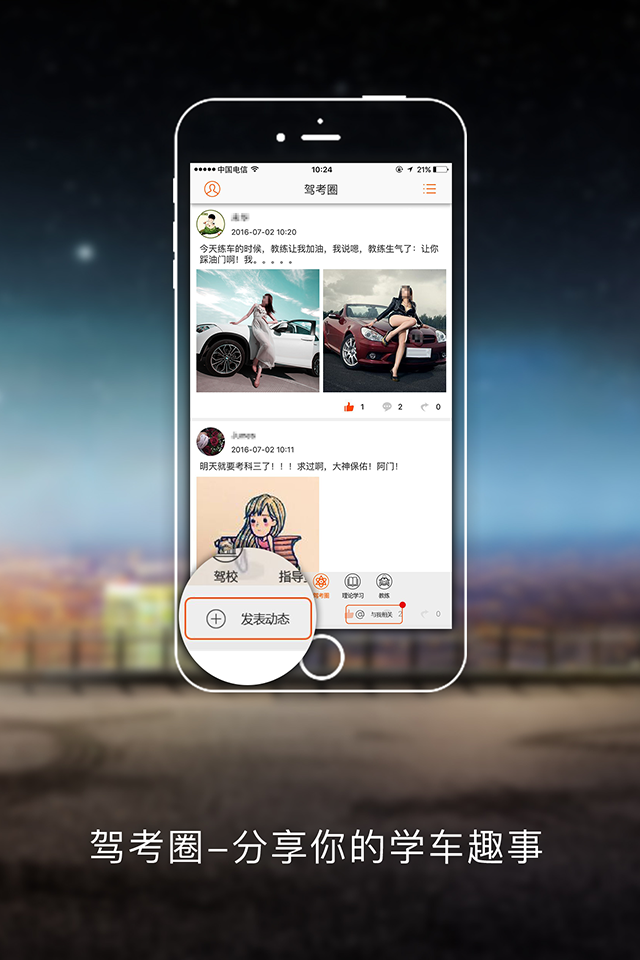 中国电信
10:24
21%
驾考圈
2016-07-02 10:20
今天练车的时候，教练让我加油，我说嗯，教练生气了：让你
踩油门啊！我。。。。。
1
2
0
2016-07-02 10:11
明天就要考科三了！！！求过啊，大神保佑！阿门！
驾校
指导
驾考圈
理论学习
教练
发表动态
@
与我相关
2
0
驾考圈–分享你的学车趣事